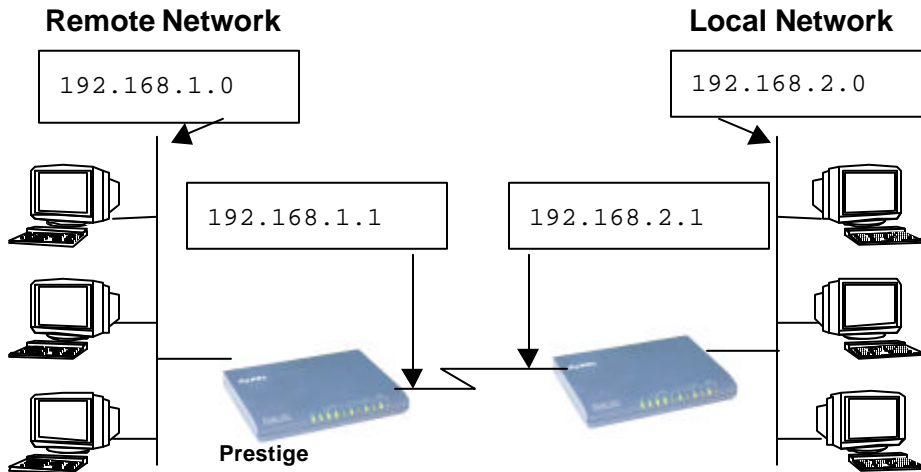 Remote Network
Local Network
192.168.1.0
192.168.2.0
192.168.1.1
192.168.2.1
Prestige